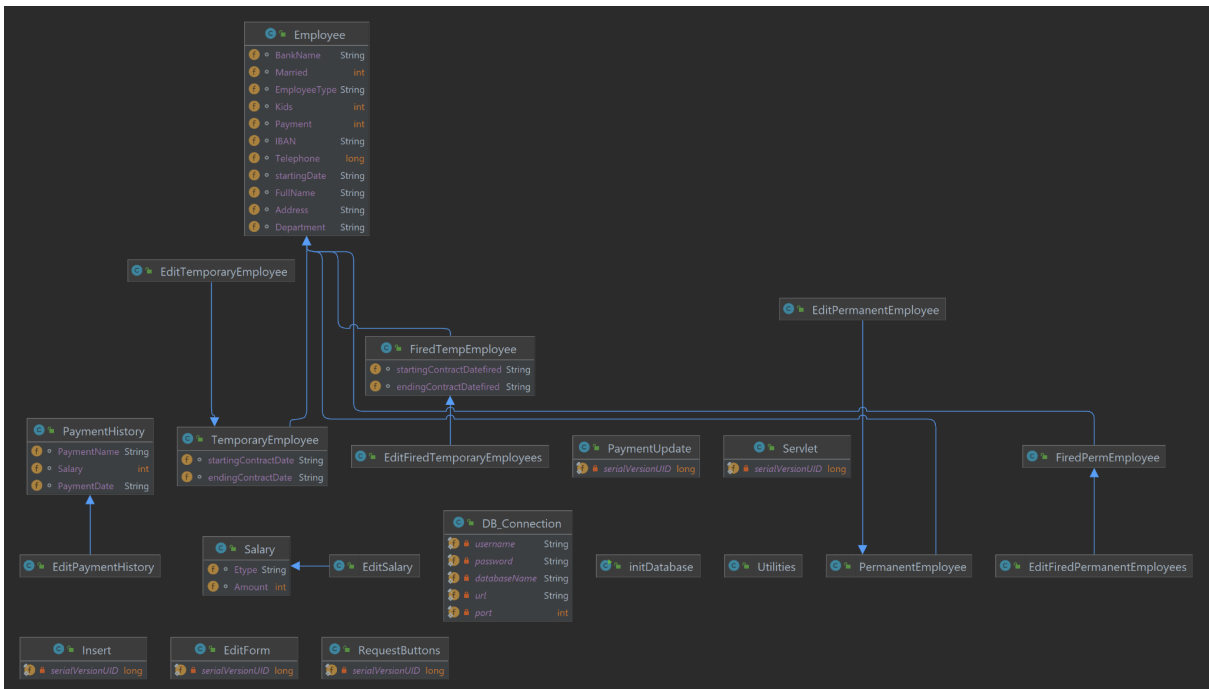 Employee
BankName String
Married int
EmployeeType String
Kids int
Payment int
IBAN String
Telephone long
startingDate String
FullName String
Address String
Department String
EditTemporaryEmployee
EditPermanentEmployee
FiredTempEmployee
startingContractDatefired String
endingContractDatefired String
PaymentHistory
PaymentName String
Salary int
PaymentDate String
TemporaryEmployee
startingContractDate String
endingContractDate String
EditFiredTemporaryEmployees
PaymentUpdate
serialVersionUID long
Servlet
serialVersionUID long
FiredPermEmployee
EditPaymentHistory
Salary
Etype String
Amount int
EditSalary
DB_Connection
username String
password String
databaseName String
url String
port int
initDatabase
Utilities
PermanentEmployee
EditFiredPermanentEmployees
Insert
serialVersionUID long
EditForm
serialVersionUID long
RequestButtons
serialVersionUID long